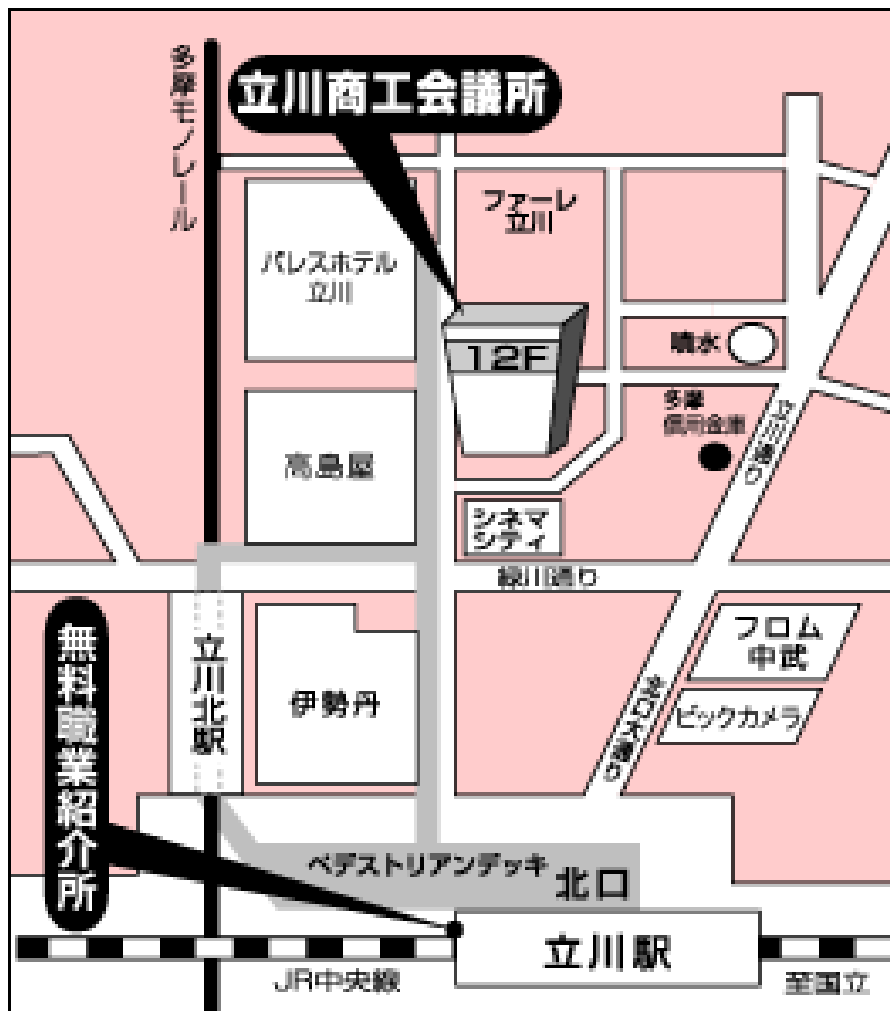 多摩モノレール
立川商工会議所
ファーレ
立川
パレスホテル
立川
12F
噴水
多摩
信用金庫
立川通り
高島屋
シネマ
シティ
緑川通り
フロム
中武
ビックカメラ
北口大通り
立川北駅
伊勢丹
無料職業紹介所
ペデストリアンデッキ
北口
立川駅
JR中央線
至国立